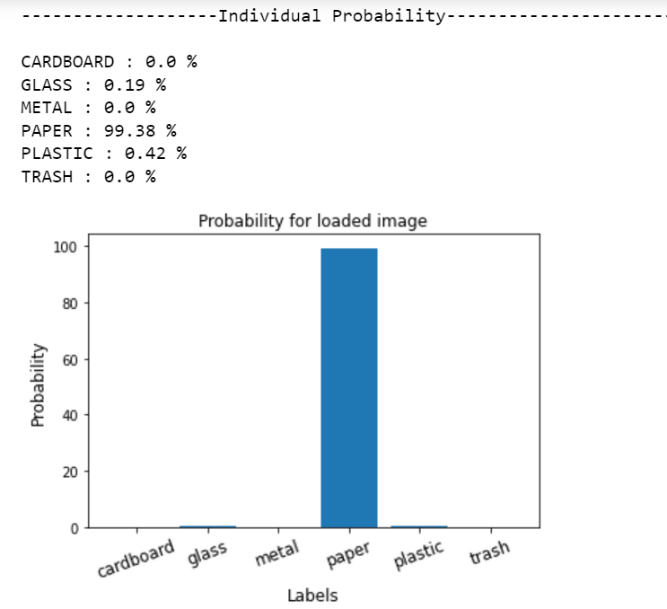 -------------------Individual Probability---------------------
CARDBOARD : 0.0 %
GLASS : 0.19 %
METAL : 0.0 %
PAPER : 99.38 %
PLASTIC : 0.42 %
TRASH : 0.0 %
Probability for loaded image
100
80
60
40
20
0
Probability
cardboard glass metal paper plastic trash
Labels